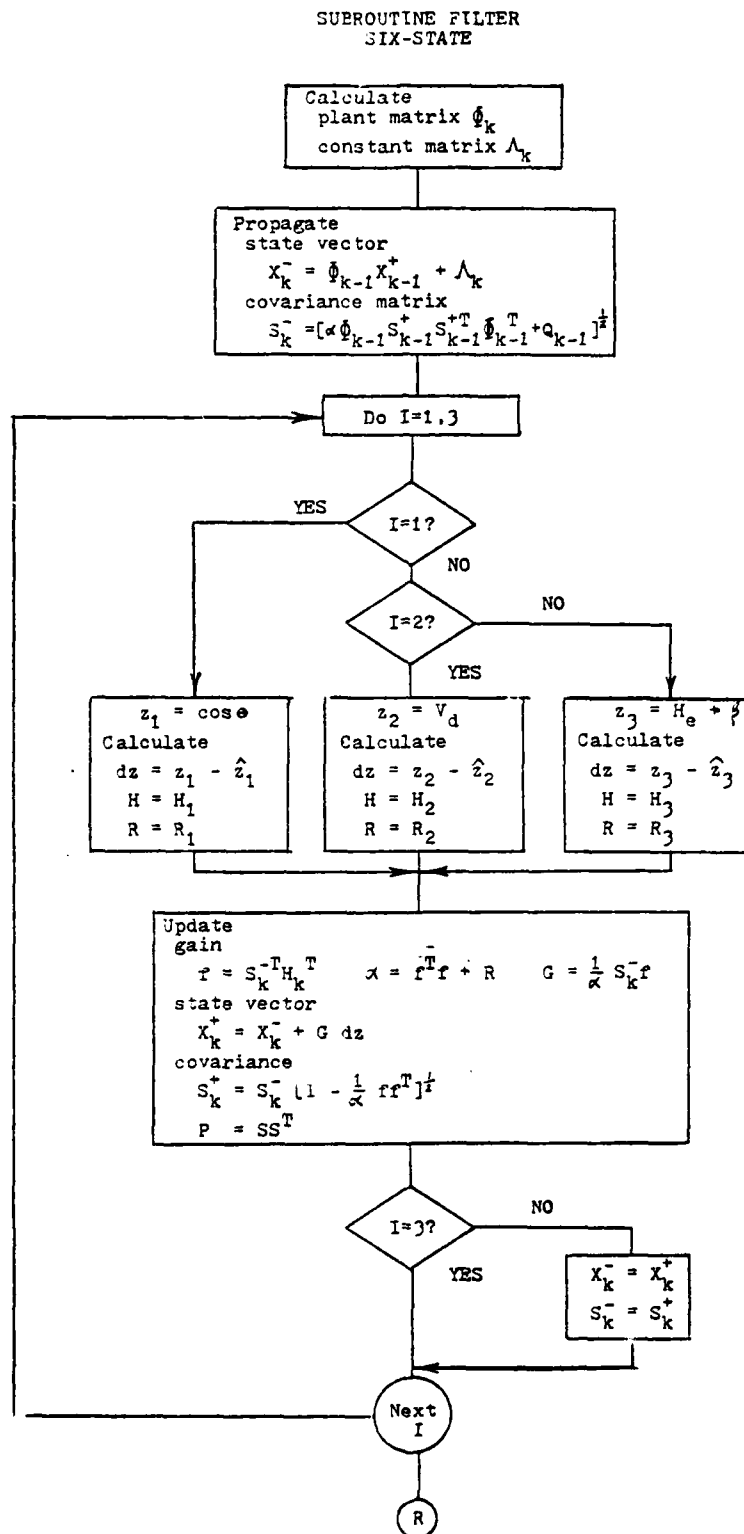 SUBROUTINE FILTER
SIX-STATE
Calculate
plant matrix Φ_k
constant matrix Λ_k
Propagate
state vector
X_k^- = Φ_{k-1} X_{k-1}^+ + Λ_k
covariance matrix
S_k^- = [αΦ_{k-1} S_{k-1}^+ S_{k-1}^{+T} Φ_{k-1}^T + Q_{k-1}]^{1/2}
Do I=1,3
YES
I=1?
NO
I=2?
NO
YES
z_1 = cosθ
Calculate
dz = z_1 - ẑ_1
H = H_1
R = R_1
z_2 = V_d
Calculate
dz = z_2 - ẑ_2
H = H_2
R = R_2
z_3 = H_e +
Calculate
dz = z_3 - ẑ_3
H = H_3
R = R_3
Update
gain
f = S_k^{-T} H_k^T α = f^T f + R G = 1/α S_k^- f
state vector
X_k^+ = X_k^- + G dz
covariance
S_k^+ = S_k^- [1 - 1/α ff^T]^{1/2}
P = SS^T
I=3?
NO
YES
X_k^- = X_k^+
S_k^- = S_k^+
Next
I
R